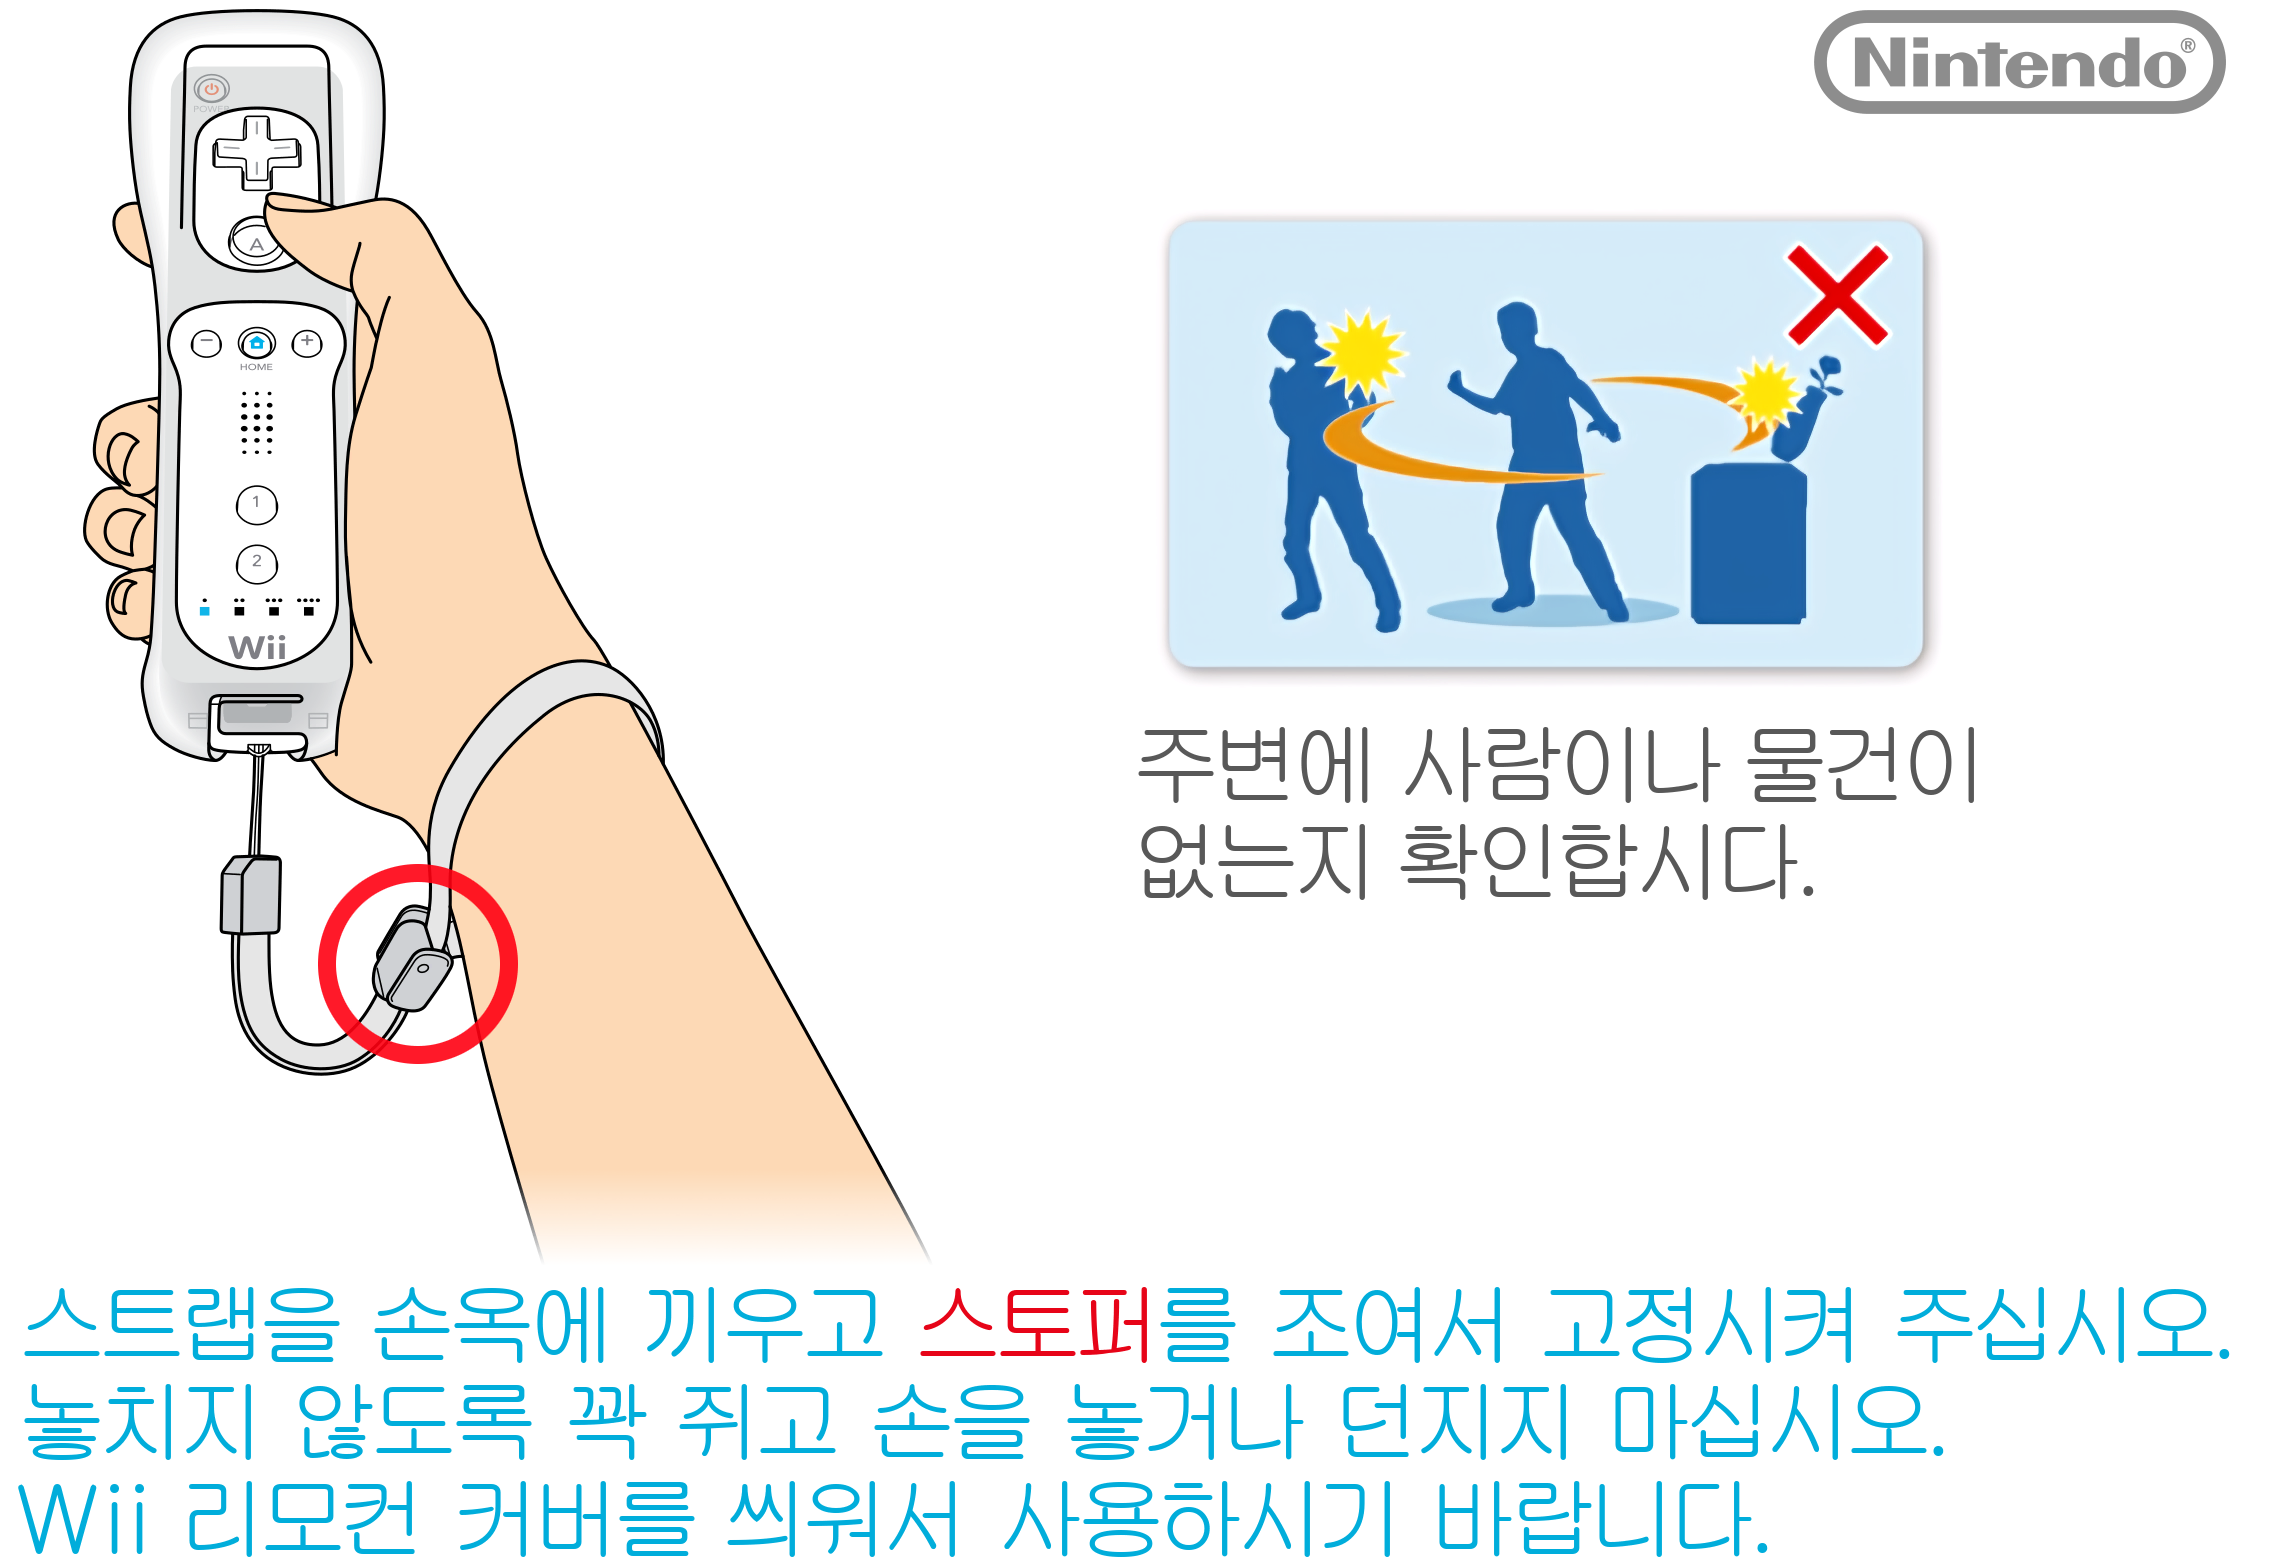 Nintendo®
POWER
A
HOME
1
2
Wii
주변에 사람이나 물건이
없는지 확인합시다.
스트랩을 손목에 끼우고 스토퍼를 조여서 고정시켜 주십시오.
놓치지 않도록 꽉 쥐고 손을 놓거나 던지지 마십시오.
Wii 리모컨 커버를 씌워서 사용하시기 바랍니다.